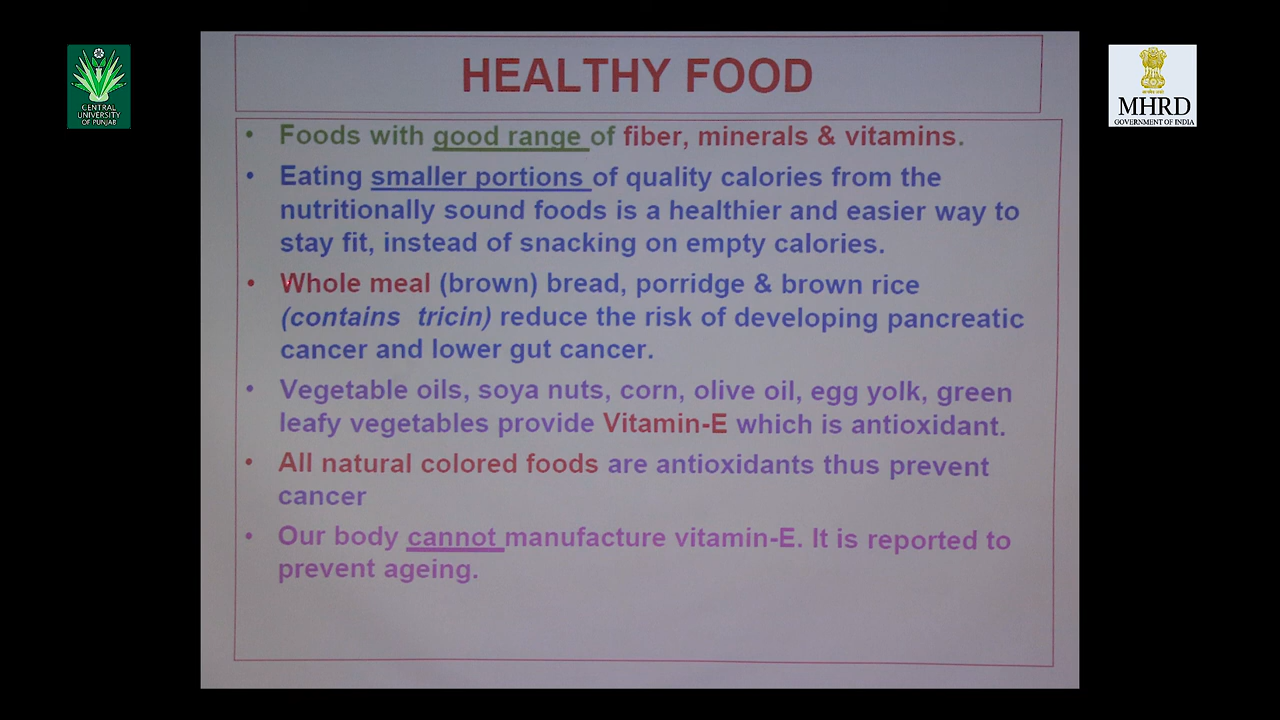 HEALTHY FOOD
• Foods with good range of fiber, minerals & vitamins.
• Eating smaller portions of quality calories from the
nutritionally sound foods is a healthier and easier way to
stay fit, instead of snacking on empty calories.
• Whole meal (brown) bread, porridge & brown rice
(contains tricin) reduce the risk of developing pancreatic
cancer and lower gut cancer.
• Vegetable oils, soya nuts, corn, olive oil, egg yolk, green
leafy vegetables provide Vitamin-E which is antioxidant.
• All natural colored foods are antioxidants thus prevent
cancer
• Our body cannot manufacture vitamin-E. It is reported to
prevent ageing.
CENTRAL
UNIVERSITY
OF PUNJAB
MHRD
GOVERNMENT OF INDIA